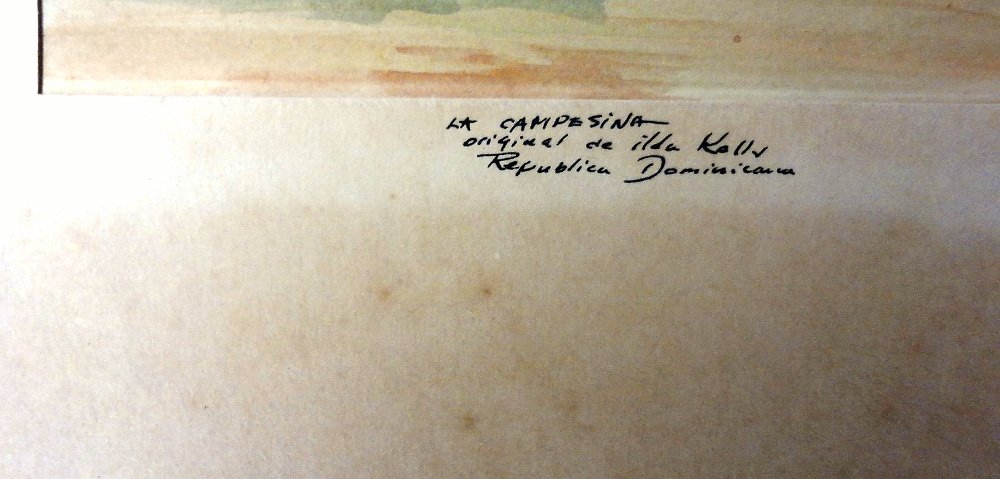 LA CAMPESiNA
original de ilda Kelly
Republica Dominicana